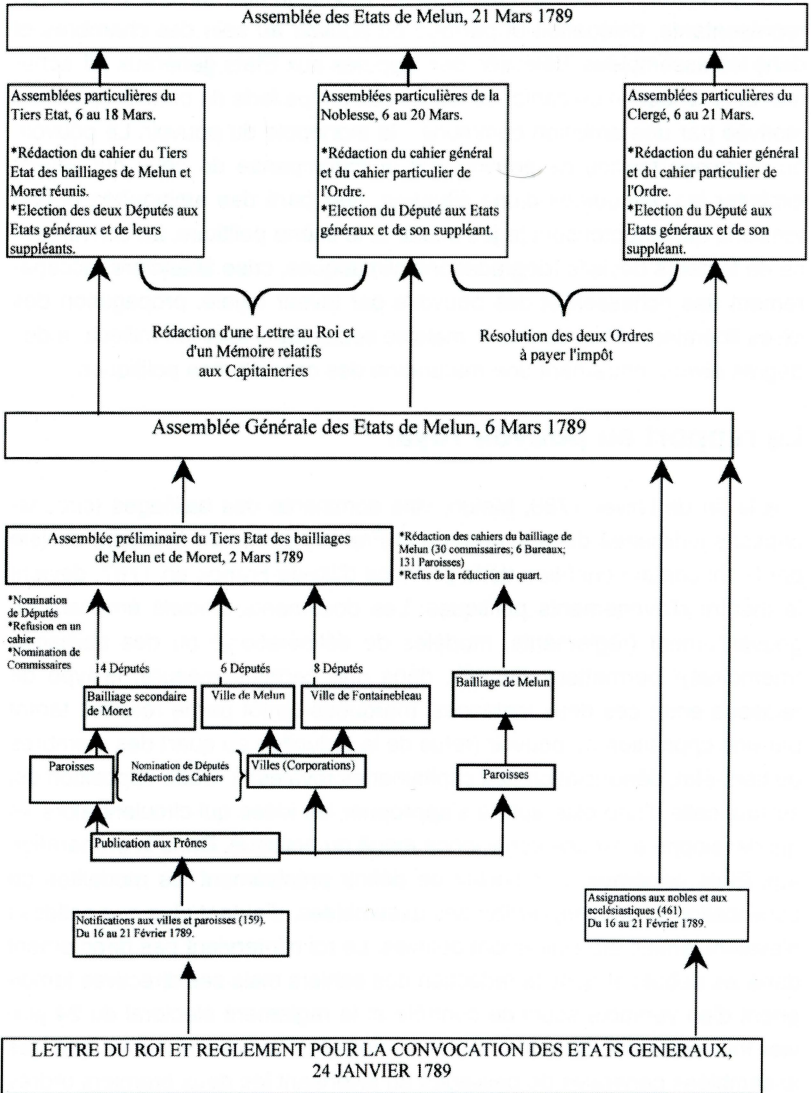 Assemblée des Etats de Melun, 21 Mars 1789
Assemblées particulières du
Tiers Etat, 6 au 18 Mars.
*Rédaction du cahier du Tiers
Etat des bailliages de Melun et
Moret réunis.
*Election des deux Députés aux
Etats généraux et de leurs
suppléants.
Assemblées particulières de la
Noblesse, 6 au 20 Mars.
*Rédaction du cahier général
et du cahier particulier de
l'Ordre.
*Election du Député aux Etats
généraux et de son suppléant.
Assemblées particulières du
Clergé, 6 au 21 Mars.
*Rédaction du cahier général
et du cahier particulier de
l'Ordre.
*Election du Député aux
Etats généraux et de son
suppléant.
Rédaction d'une Lettre au Roi et
d'un Mémoire relatifs
aux Capitaineries
Résolution des deux Ordres
à payer l'impôt
Assemblée Générale des Etats de Melun, 6 Mars 1789
Assemblée préliminaire du Tiers Etat des bailliages
de Melun et de Moret, 2 Mars 1789
*Rédaction des cahiers du bailliage de
Melun (30 commissaires; 6 Bureaux;
131 Paroisses)
*Refus de la réduction au quart.
*Nomination
de Députés
*Refusion en un
cahier
*Nomination de
Commissaires
14 Députés
6 Députés
8 Députés
Bailliage secondaire
de Moret
Ville de Melun
Ville de Fontainebleau
Bailliage de Melun
Paroisses
Nomination de Députés
Rédaction des Cahiers
Villes (Corporations)
Paroisses
Publication aux Prônes
Notifications aux villes et paroisses (159).
Du 16 au 21 Février 1789.
Assignations aux nobles et aux
ecclésiastiques (461)
Du 16 au 21 Février 1789.
LETTRE DU ROI ET REGLEMENT POUR LA CONVOCATION DES ETATS GENERAUX,
24 JANVIER 1789